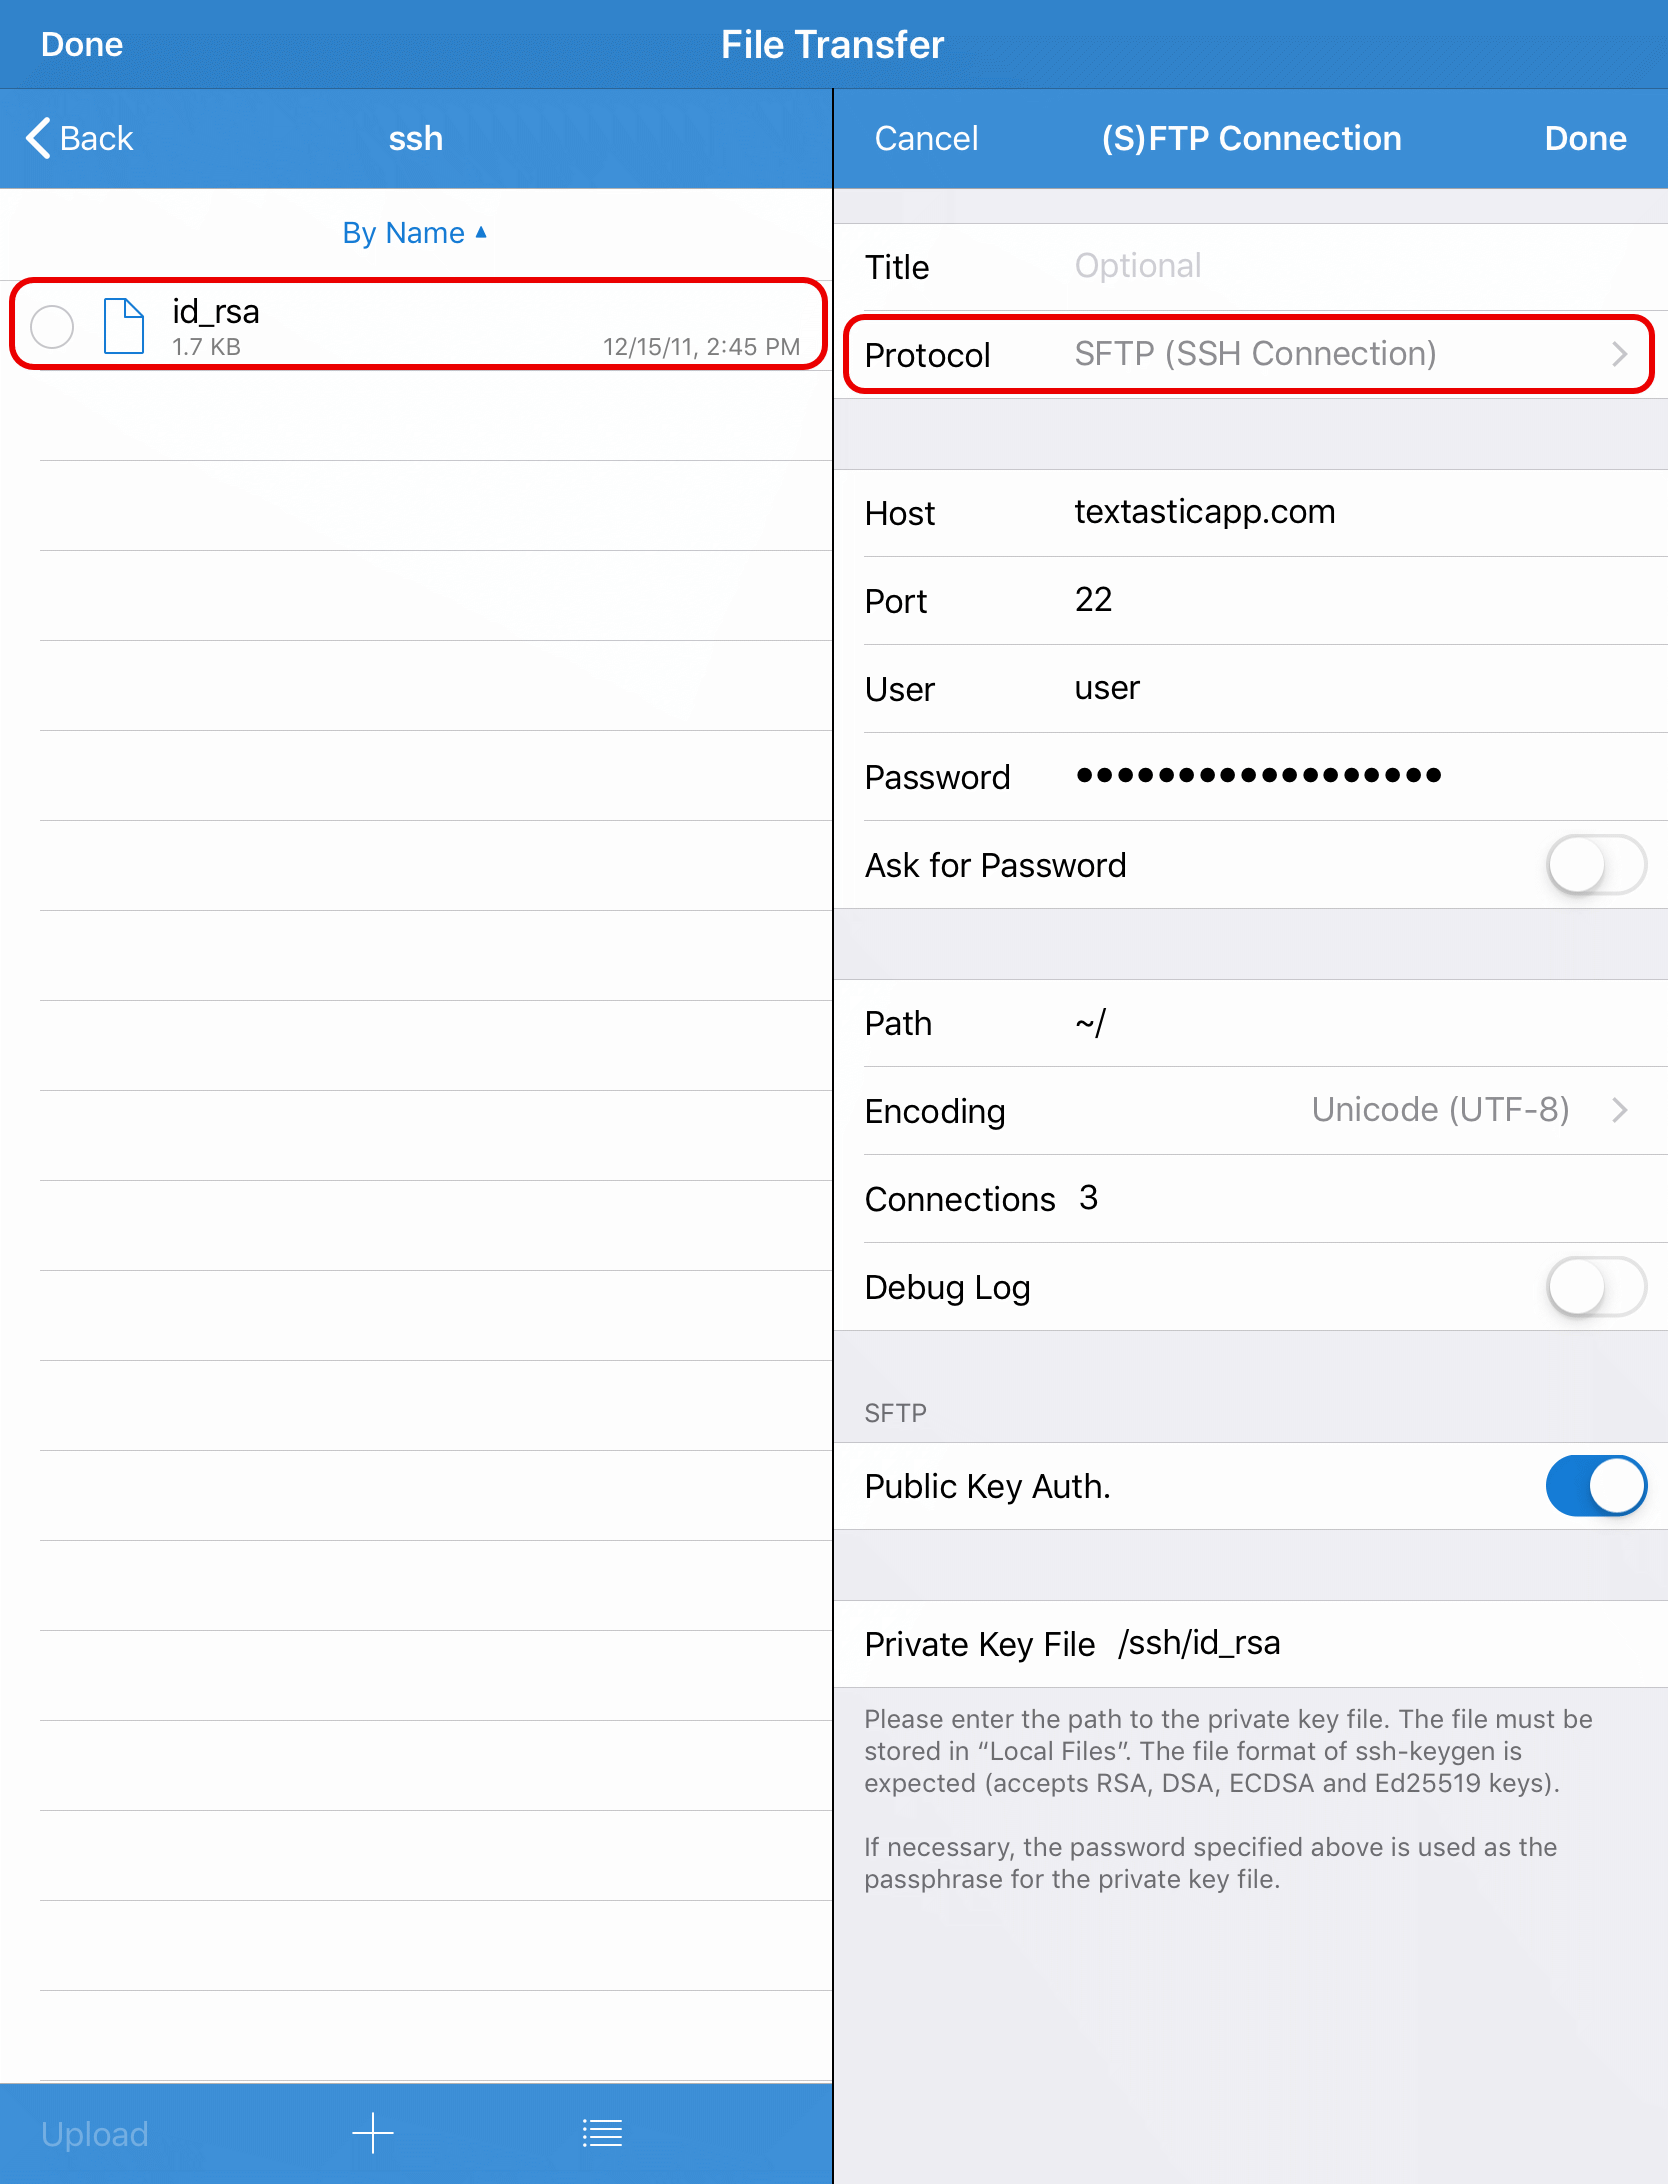 Done
File Transfer
Back
ssh
By Name ▲
id_rsa
1.7 KB
12/15/11, 2:45 PM
Upload
Cancel
(S)FTP Connection
Done
Title Optional
Protocol SFTP (SSH Connection)
Host textasticapp.com
Port 22
User user
Password ••••••••••••••••••
Ask for Password
Path ~/
Encoding Unicode (UTF-8)
Connections 3
Debug Log
SFTP
Public Key Auth.
Private Key File /ssh/id_rsa
Please enter the path to the private key file. The file must be
stored in “Local Files”. The file format of ssh-keygen is
expected (accepts RSA, DSA, ECDSA and Ed25519 keys).
If necessary, the password specified above is used as the
passphrase for the private key file.